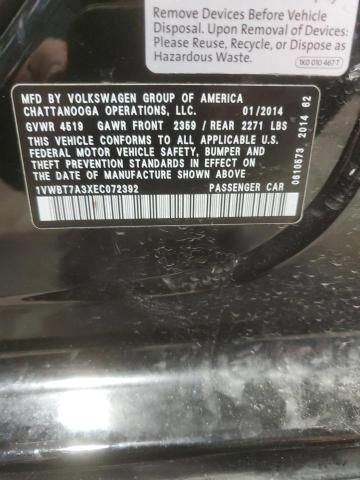 Remove Devices Before Vehicle
Disposal. Upon Removal of Devices:
Please Reuse, Recycle, or Dispose as
Hazardous Waste.
1K0 010 467 T
MFD BY VOLKSWAGEN GROUP OF AMERICA
CHATTANOOGA OPERATIONS, LLC. 01/2014
GVWR 4519 GAWR FRONT 2359 / REAR 2271 LBS
THIS VEHICLE CONFORMS TO ALL APPLICABLE U.S.
FEDERAL MOTOR VEHICLE SAFETY, BUMPER AND
THEFT PREVENTION STANDARDS IN EFFECT ON THE
DATE OF MANUFACTURE SHOWN ABOVE
1VWBT7A3XEC072392 PASSENGER CAR
0610573 2014 82